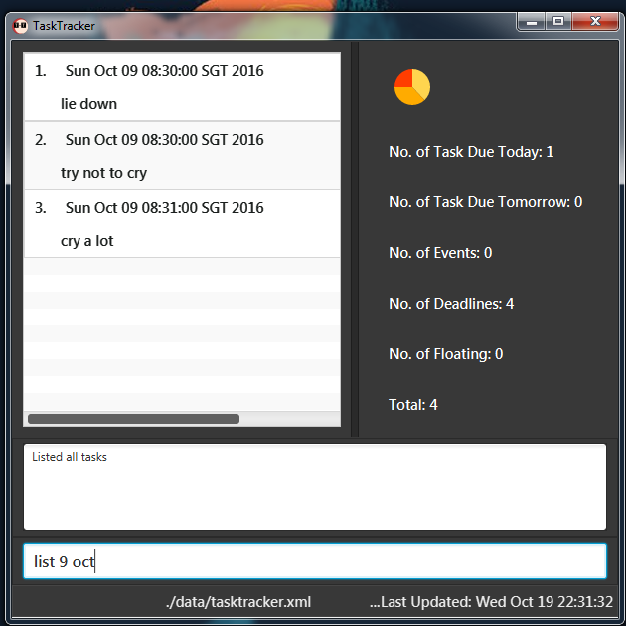 TaskTracker
1. Sun Oct 09 08:30:00 SGT 2016
lie down
2. Sun Oct 09 08:30:00 SGT 2016
try not to cry
3. Sun Oct 09 08:31:00 SGT 2016
cry a lot
No. of Task Due Today: 1
No. of Task Due Tomorrow: 0
No. of Events: 0
No. of Deadlines: 4
No. of Floating: 0
Total: 4
Listed all tasks
list 9 oct
./data/tasktracker.xml
...Last Updated: Wed Oct 19 22:31:32